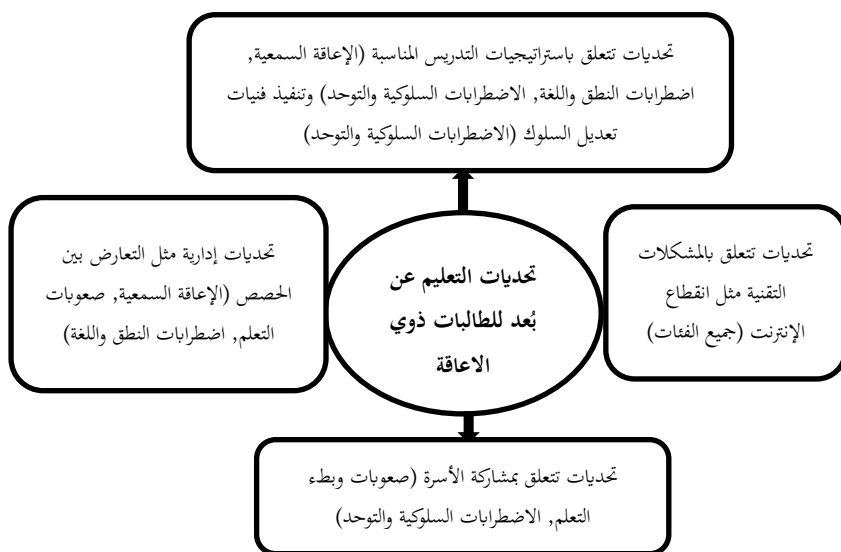 تحديات تتعلق باستراتيجيات التدريس المناسبة (الإعاقة السمعية,
اضطرابات النطق واللغة, الاضطرابات السلوكية والتوحد) وتنفيذ فنيات
تعديل السلوك (الاضطرابات السلوكية والتوحد)
تحديات تتعلق بالمشكلات
التقنية مثل انقطاع
الإنترنت (جميع الفئات)
تحديات التعليم عن
بُعد للطالبات ذوي
الاعاقة
تحديات إدارية مثل التعارض بين
الحصص (الإعاقة السمعية, صعوبات
التعلم, اضطرابات النطق واللغة)
تحديات تتعلق بمشاركة الأسرة (صعوبات وبطء
التعلم, الاضطرابات السلوكية والتوحد)